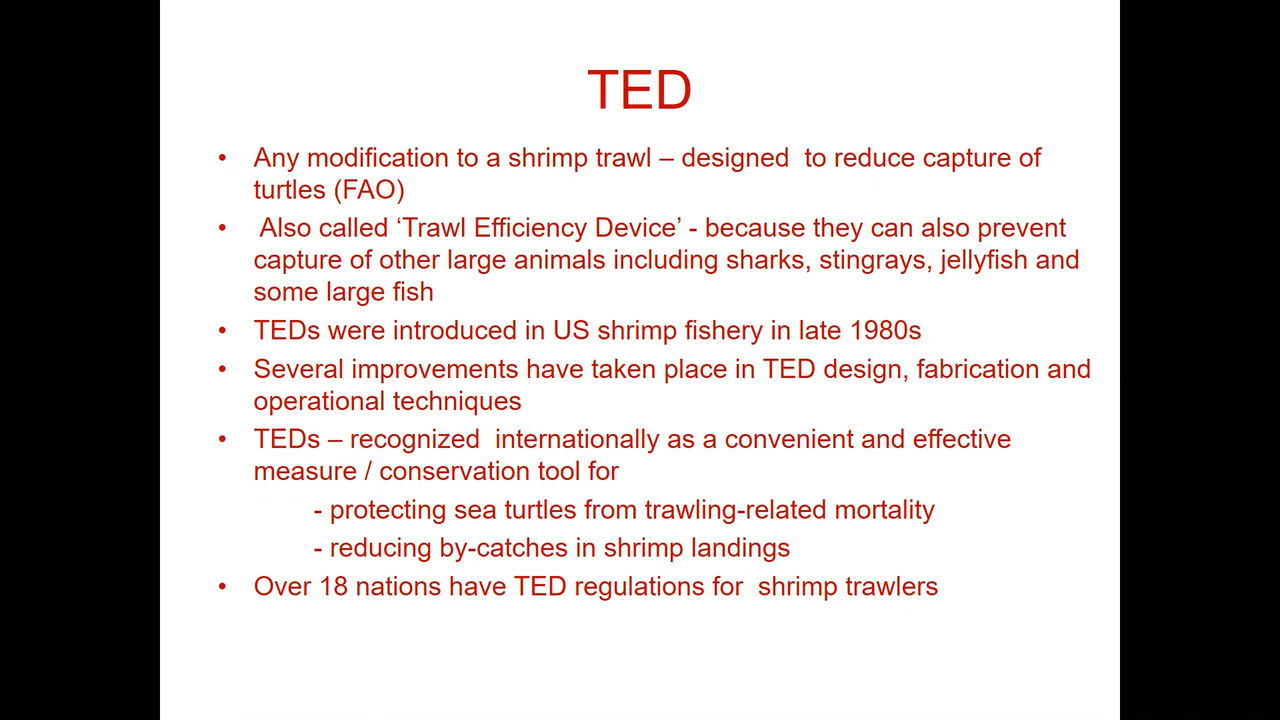 TED
• Any modification to a shrimp trawl – designed  to reduce capture of
turtles (FAO)
•  Also called ‘Trawl Efficiency Device’ - because they can also prevent
capture of other large animals including sharks, stingrays, jellyfish and
some large fish
• TEDs were introduced in US shrimp fishery in late 1980s
• Several improvements have taken place in TED design, fabrication and
operational techniques
• TEDs – recognized  internationally as a convenient and effective
measure / conservation tool for
- protecting sea turtles from trawling-related mortality
- reducing by-catches in shrimp landings
• Over 18 nations have TED regulations for  shrimp trawlers